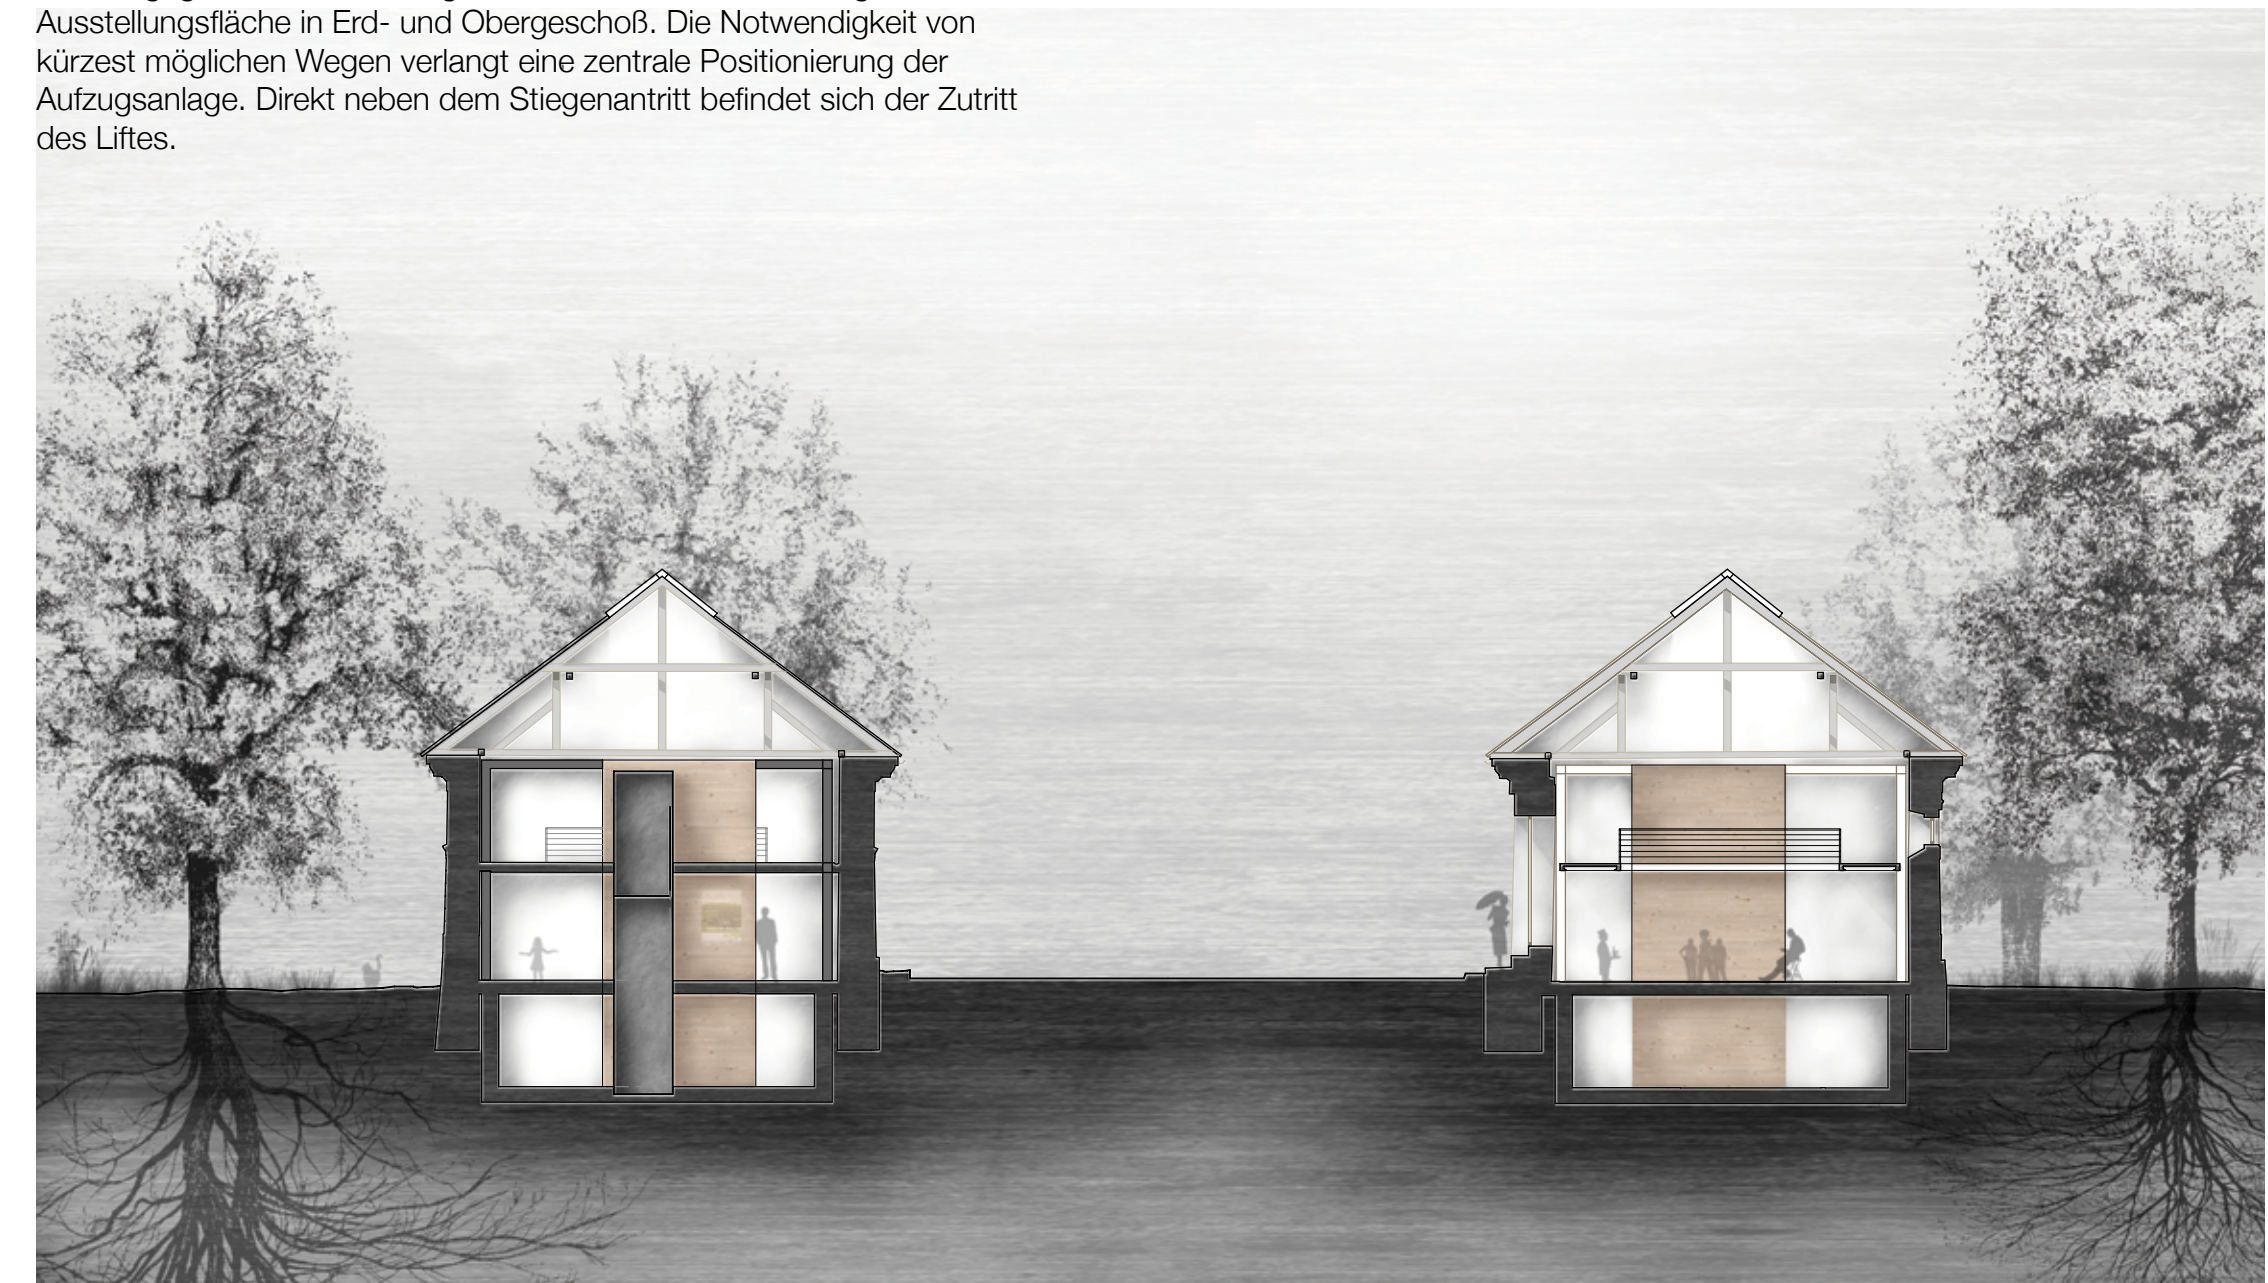 Ausstellungsfläche in Erd- und Obergeschoß. Die Notwendigkeit von
kürzest möglichen Wegen verlangt eine zentrale Positionierung der
Aufzugsanlage. Direkt neben dem Stiegenantritt befindet sich der Zutritt
des Liftes.